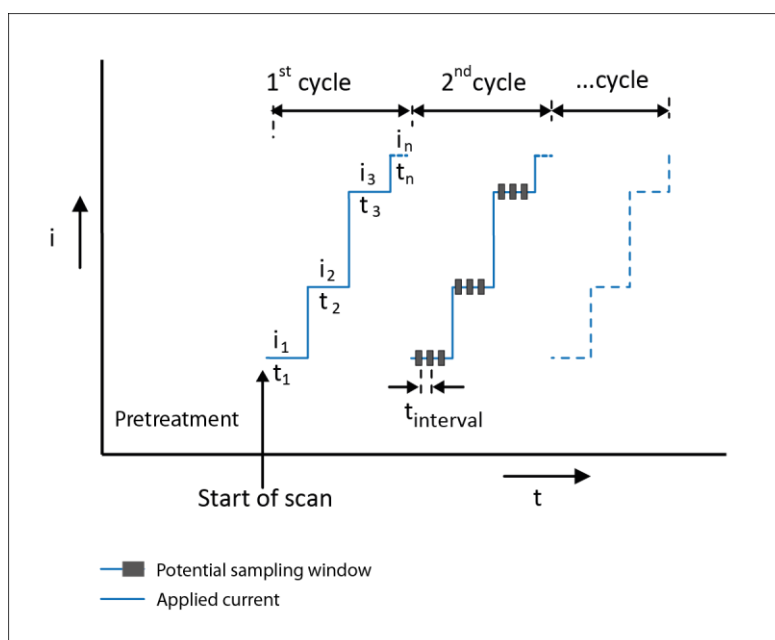 1st cycle 2nd cycle ...cycle
in
tn
i3
t3
i
i2
t2
i1
t1
tinterval
Pretreatment
Start of scan
t
Potential sampling window
Applied current